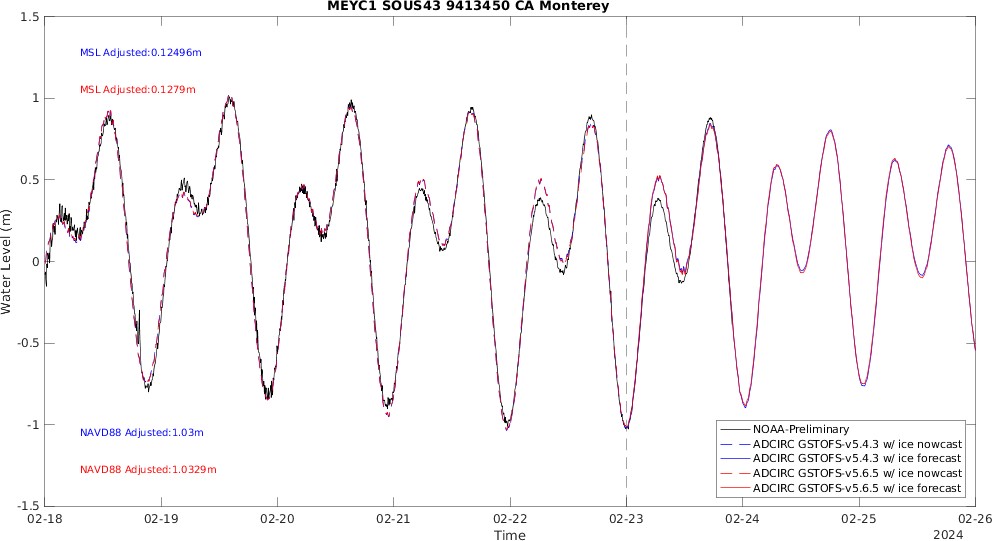 MEYC1 SOUS43 9413450 CA Monterey
1.5
MSL Adjusted:0.12496m
MSL Adjusted:0.1279m
1
0.5
0
-0.5
-1
-1.5
Water Level (m)
NAVD88 Adjusted:1.03m
NAVD88 Adjusted:1.0329m
NOAA-Preliminary
ADCIRC GSTOFS-v5.4.3 w/ ice nowcast
ADCIRC GSTOFS-v5.4.3 w/ ice forecast
ADCIRC GSTOFS-v5.6.5 w/ ice nowcast
ADCIRC GSTOFS-v5.6.5 w/ ice forecast
02-18 02-19 02-20 02-21 02-22 02-23 02-24 02-25 02-26
Time
2024